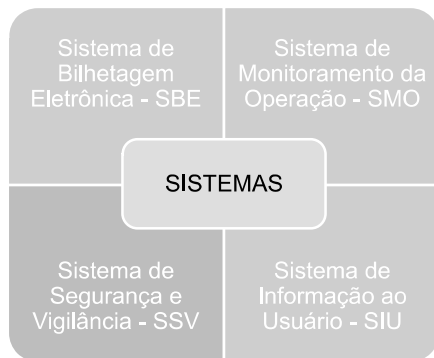 Sistema de
Bilhetagem
Eletrônica - SBE
Sistema de
Monitoramento da
Operação - SMO
SISTEMAS
Sistema de
Segurança e
Vigilância - SSV
Sistema de
Informação ao
Usuário - SIU